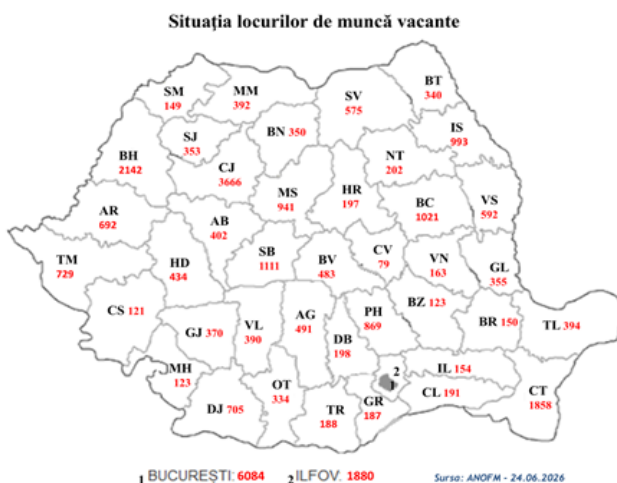 Situația locurilor de muncă vacante
SM
149
MM
392
BT
340
SV
575
IS
993
SJ
353
BN 350
BH
2142
CJ
3666
NT
202
MS
941
HR
197
BC
1021
VS
592
AR
692
AB
402
TM
729
HD
434
SB
1111
BV
483
CV
79
VN
163
GL
355
CS 121
GJ 370
VL
390
AG
491
PH
869
BZ 123
BR 150
TL 394
DB
198
MH
123
OT
334
DJ 705
TR
188
GR
187
2
1
IL 154
CL 191
CT
1858
1 BUCUREȘTI: 6084 2 ILFOV. 1880
Sursa: ANOFM - 24.06.2026